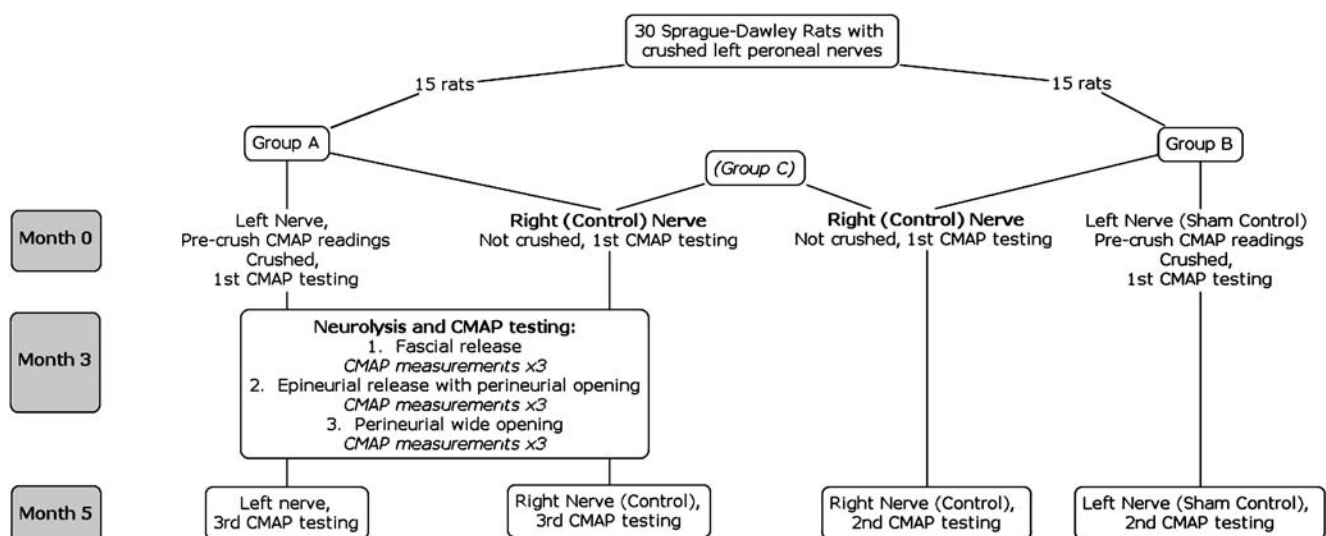 30 Sprague-Dawley Rats with
crushed left peroneal nerves
15 rats
15 rats
Group A
Group B
(Group C)
Month 0
Left Nerve,
Pre-crush CMAP readings
Crushed,
1st CMAP testing
Right (Control) Nerve
Not crushed, 1st CMAP testing
Right (Control) Nerve
Not crushed, 1st CMAP testing
Left Nerve (Sham Control)
Pre-crush CMAP readings
Crushed,
1st CMAP testing
Month 3
Neurolysis and CMAP testing:
1. Fascial release
CMAP measurements x3
2. Epineurial release with perineurial opening
CMAP measurements x3
3. Perineurial wide opening
CMAP measurements x3
Month 5
Left nerve,
3rd CMAP testing
Right Nerve (Control),
3rd CMAP testing
Right Nerve (Control),
2nd CMAP testing
Left Nerve (Sham Control),
2nd CMAP testing